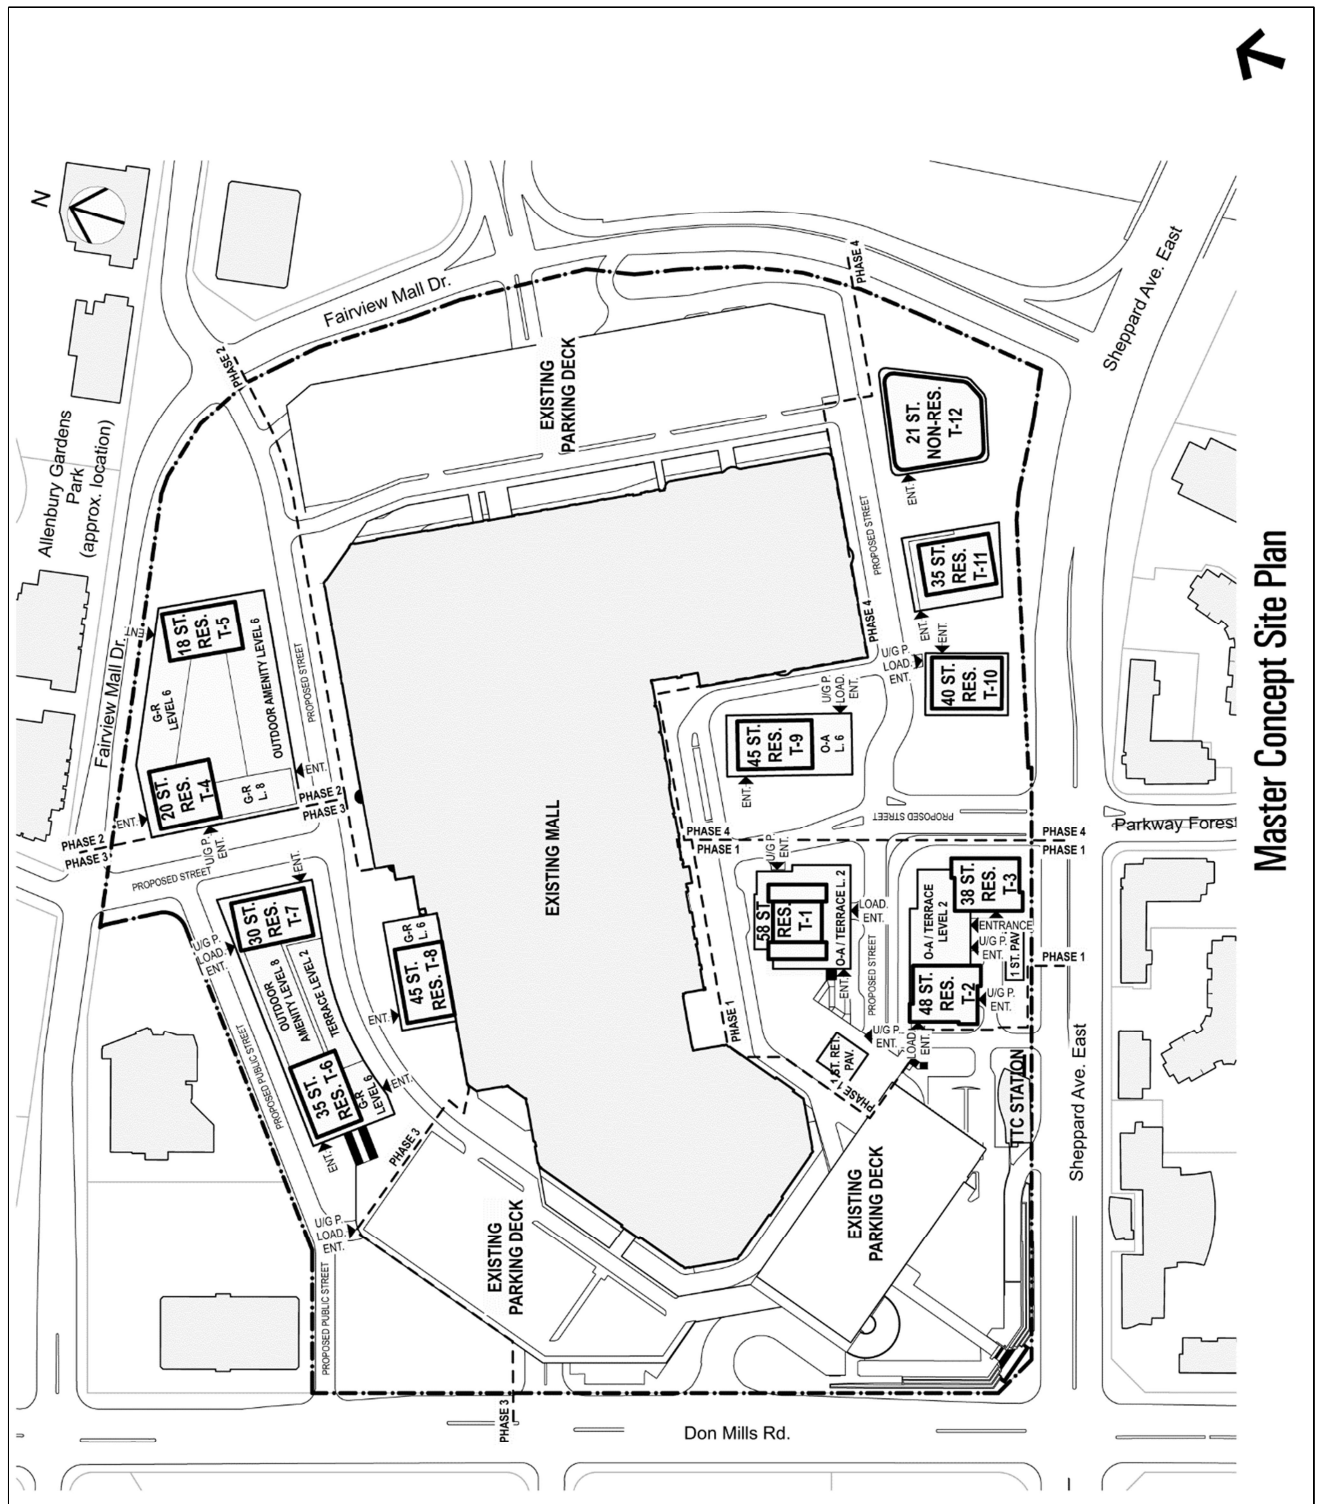 N
Fairview Mall Dr.
Sheppard Ave. East
PHASE 4
PHASE 2
EXISTING
PARKING DECK
Allenbury Gardens
Park
(approx. location)
21 ST.
NON-RES.
T-12
ENT.
PROPOSED STREET
35 ST.
RES.
T-11
ENT.
ENT.
PHASE 4
U/G P.
LOAD.
ENT.
40 ST.
RES.
T-10
18 ST.
RES.
T-5
ENT.
Fairview Mall Dr.
G-R
LEVEL 6
OUTDOOR AMENITY LEVEL 6
PROPOSED STREET
20 ST.
RES.
T-4
G-R
L. 8
ENT.
ENT.
U/G P.
ENT.
PHASE 2
PHASE 3
PHASE 2
PHASE 3
U/G P.
LOAD.
ENT.
45 ST.
RES.
T-9
O-A
L. 6
ENT.
PROPOSED STREET
PHASE 4
PHASE 1
PHASE 4
PHASE 1
Parkway Forest
EXISTING MALL
PROPOSED STREET
ENT.
30 ST.
RES.
T-7
U/G P.
LOAD.
ENT.
OUTDOOR
AMENITY LEVEL 8
TERRACE LEVEL 2
G-R
L. 6
45 ST.
RES. T-8
ENT.
PROPOSED PUBLIC STREET
35 ST.
RES. T-6
G-R
LEVEL 6
ENT.
ENT.
U/G P.
ENT.
58 ST
RES.
T-1
O-A / TERRACE L. 2
LOAD.
ENT.
ENT.
PROPOSED STREET
O-A / TERRACE
LEVEL 2
38 ST.
RES.
T-3
ENTRANCE
U/G P.
ENT.
1 ST. PAV
48 ST.
RES.
T-2
U/G P.
ENT.
PHASE 1
PHASE 1
U/G P.
ENT.
LOAD.
ENT.
1 ST. RET.
PAV.
PHASE 1
TTC STATION
Sheppard Ave. East
PHASE 3
U/G P.
LOAD.
ENT.
EXISTING
PARKING DECK
EXISTING
PARKING DECK
PROPOSED PUBLIC STREET
PHASE 3
Don Mills Rd.
Master Concept Site Plan